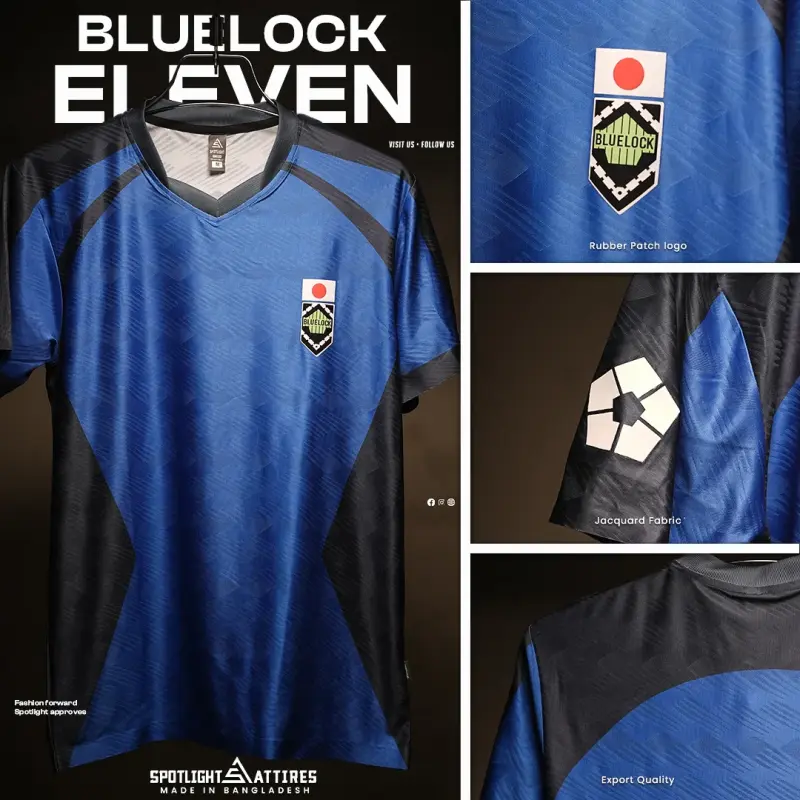 BLUELOCK
ELEVEN
VISIT US • FOLLOW US
SPOTLIGHT
M
BLUELOCK
Fashion forward
Spotlight approves
SPOTLIGHT ATTIRES
MADE IN BANGLADESH
BLUELOCK
Rubber Patch logo
Jacquard Fabric
Export Quality